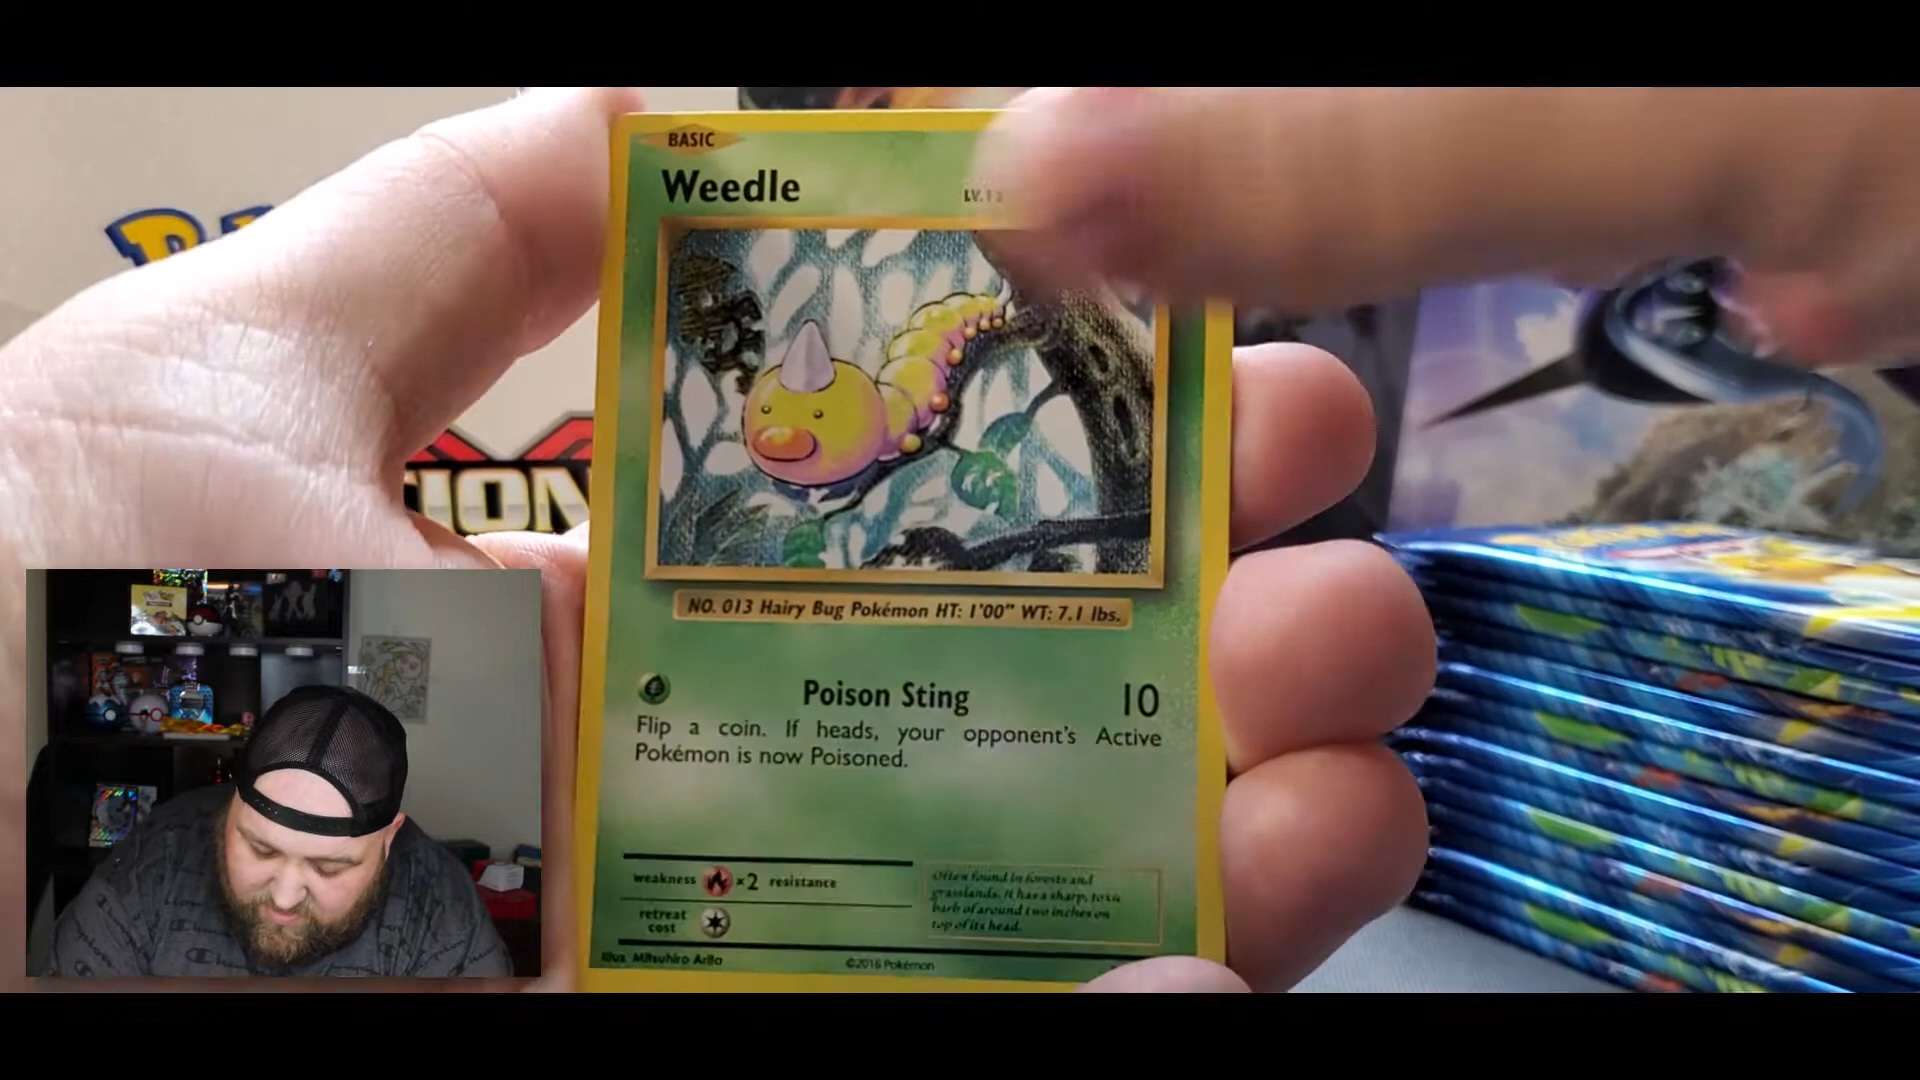 BASIC
Weedle
LV.13
TION
NO. 013 Hairy Bug Pokémon HT: 1'00" WT: 7.1 lbs.
Poison Sting 10
Flip a coin. If heads, your opponent's Active
Pokémon is now Poisoned.
weakness ×2 resistance
retreat
cost
Often found in forests and
grasslands. It has a sharp, toxic
barb of around two inches on
top of its head.
Illus. Mitsuhiro Arita
©2016 Pokémon